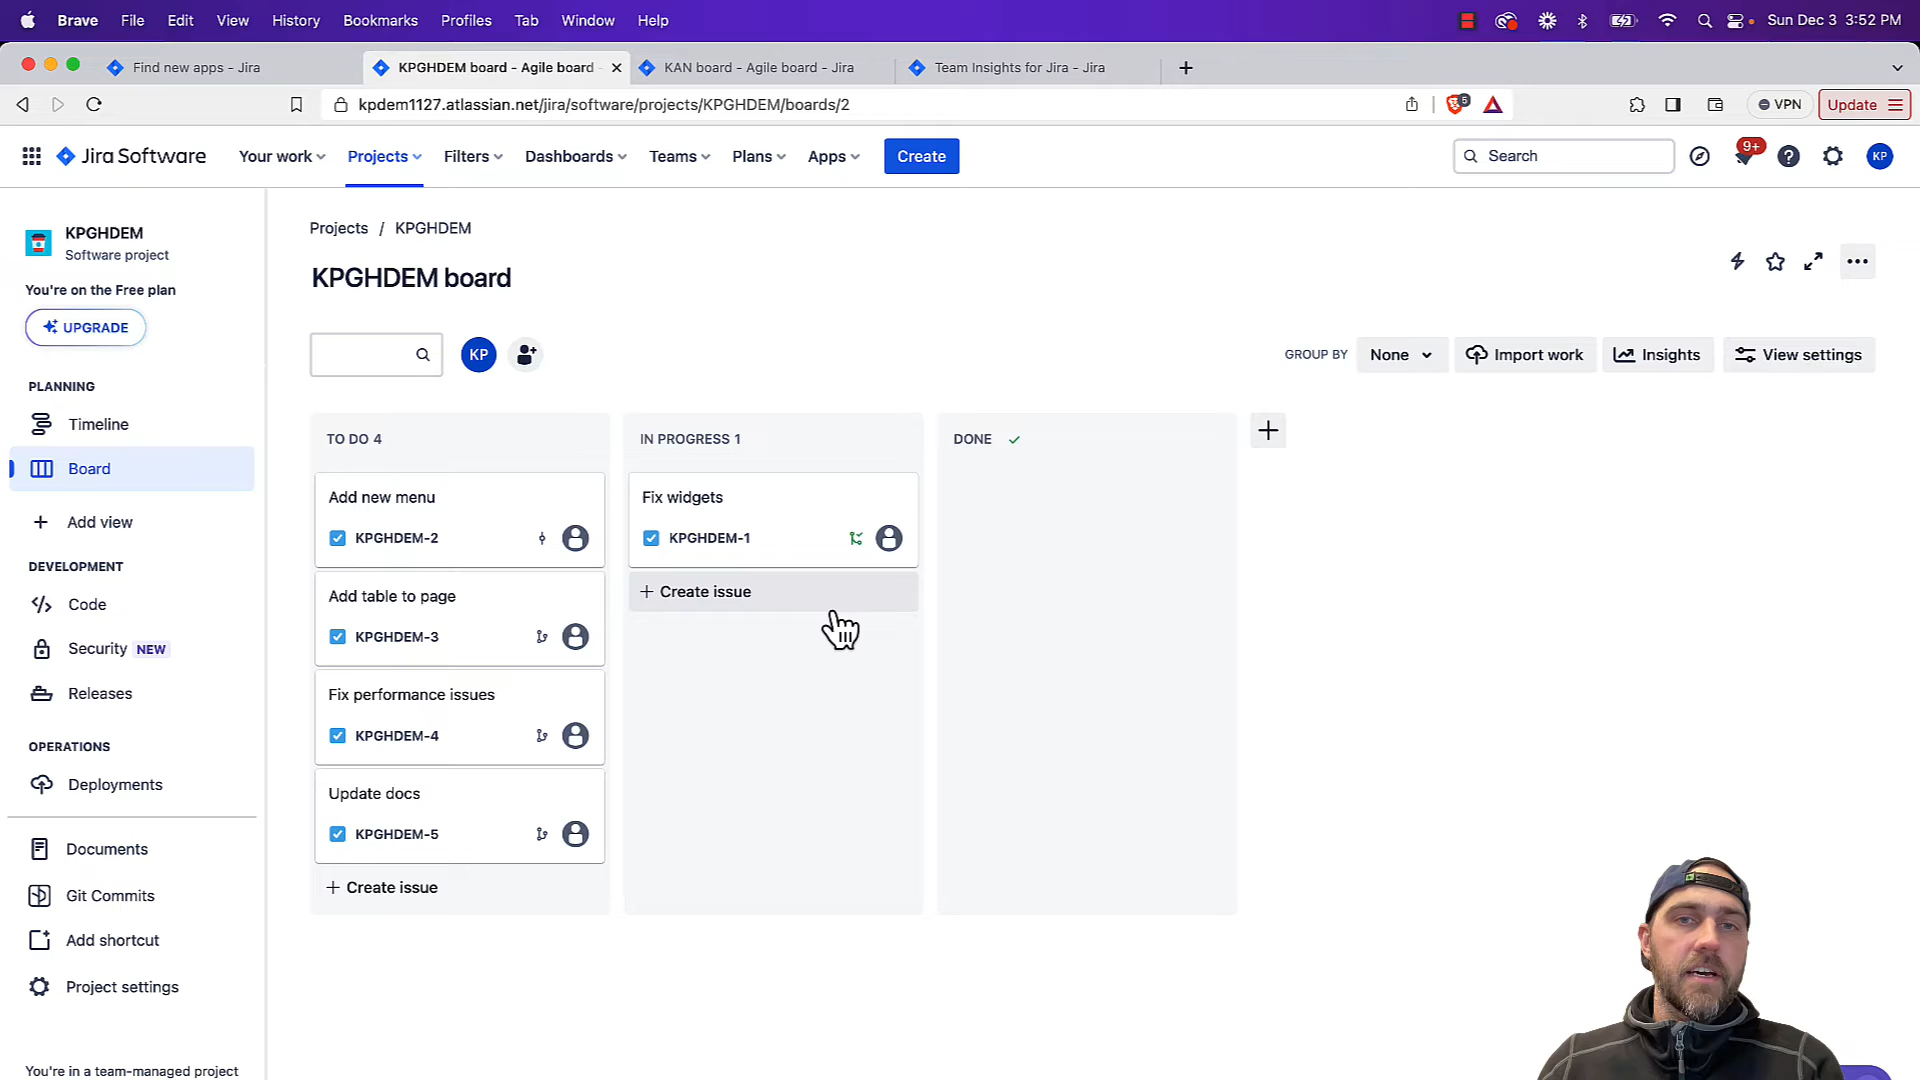 Brave File Edit View History Bookmarks Profiles Tab Window Help Sun Dec 3 3:52 PM
Find new apps - Jira KPGHDEM board - Agile board - KAN board - Agile board - Jira Team Insights for Jira - Jira
kpdem1127.atlassian.net/jira/software/projects/KPGHDEM/boards/2 5 VPN Update
Jira Software Your work Projects Filters Dashboards Teams Plans Apps Create Search 9+ KP
KPGHDEM
Software project
You're on the Free plan
UPGRADE
PLANNING
Timeline
Board
Add view
DEVELOPMENT
Code
Security NEW
Releases
OPERATIONS
Deployments
Documents
Git Commits
Add shortcut
Project settings
You're in a team-managed project
Projects / KPGHDEM
KPGHDEM board
KP GROUP BY None Import work Insights View settings
TO DO 4
Add new menu
KPGHDEM-2
Add table to page
KPGHDEM-3
Fix performance issues
KPGHDEM-4
Update docs
KPGHDEM-5
+ Create issue
IN PROGRESS 1
Fix widgets
KPGHDEM-1
+ Create issue
DONE